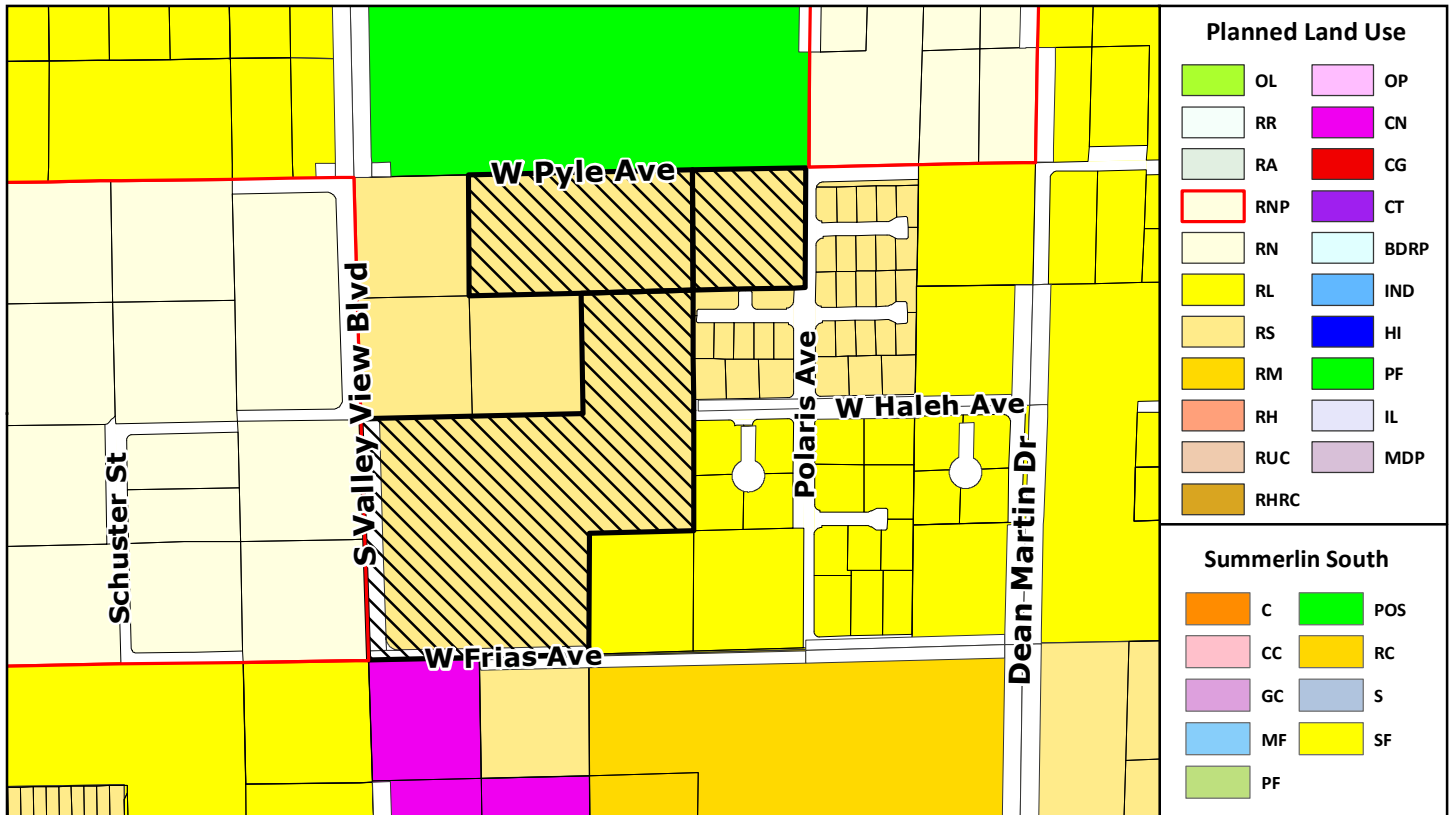 W Pyle Ave
S Valley View Blvd
Polaris Ave
W Haleh Ave
Schuster St
Dean Martin Dr
W Frias Ave
Planned Land Use
OL OP
RR CN
RA CG
RNP CT
RN BDRP
RL IND
RS HI
RM PF
RH IL
RUC MDP
RHRC
Summerlin South
C POS
CC RC
GC S
MF SF
PF